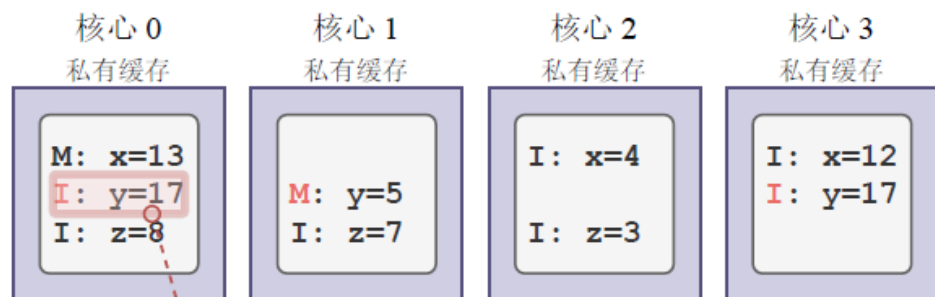 核心 0
私有缓存
M: x=13
I: y=17
I: z=8
核心 1
私有缓存
M: y=5
I: z=7
核心 2
私有缓存
I: x=4
I: z=3
核心 3
私有缓存
I: x=12
I: y=17